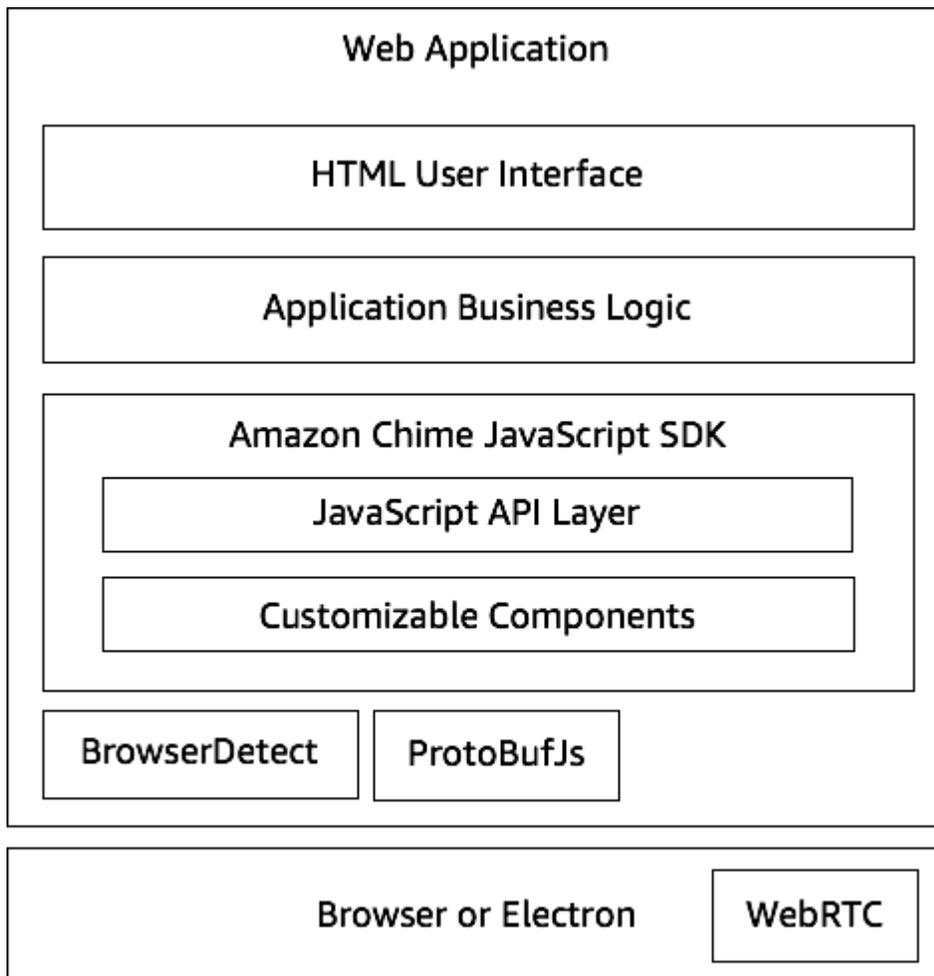 Web Application
HTML User Interface
Application Business Logic
Amazon Chime JavaScript SDK
JavaScript API Layer
Customizable Components
BrowserDetect
ProtoBufJs
Browser or Electron
WebRTC